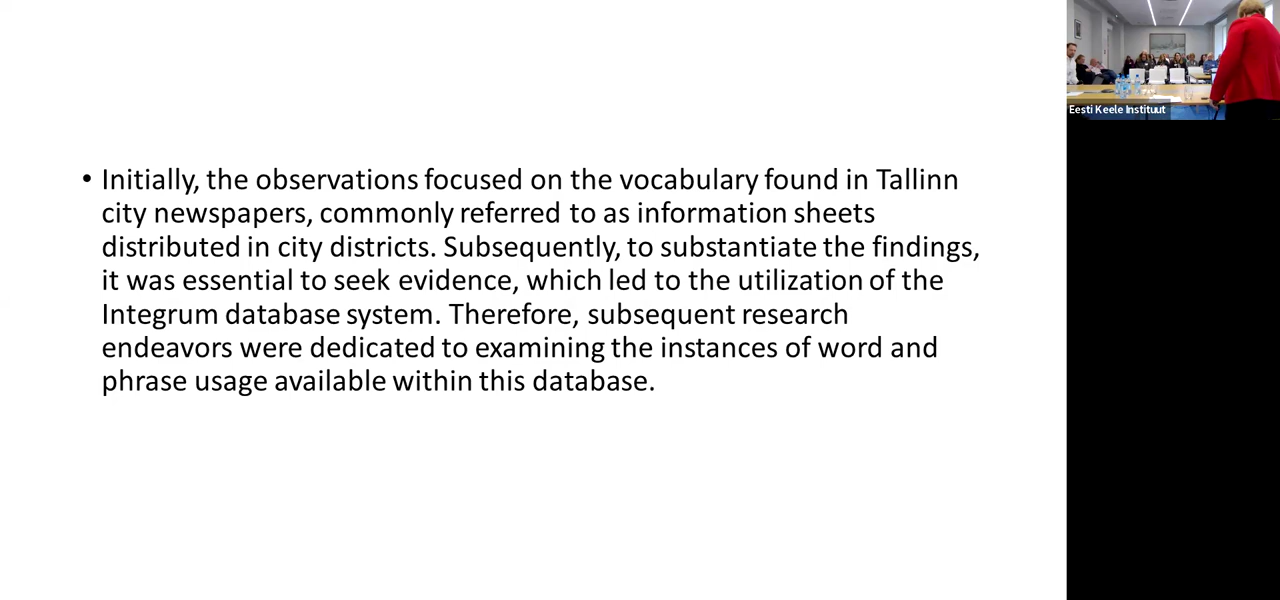 • Initially, the observations focused on the vocabulary found in Tallinn
city newspapers, commonly referred to as information sheets
distributed in city districts. Subsequently, to substantiate the findings,
it was essential to seek evidence, which led to the utilization of the
Integrum database system. Therefore, subsequent research
endeavors were dedicated to examining the instances of word and
phrase usage available within this database.
Eesti Keele Instituut